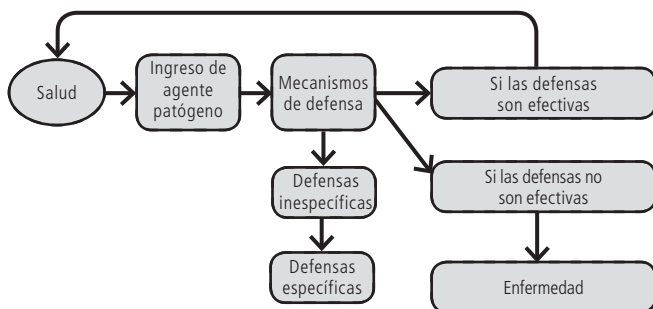 Salud
Ingreso de
agente
patógeno
Mecanismos
de defensa
Si las defensas
son efectivas
Defensas
inespecíficas
Si las defensas no
son efectivas
Defensas
específicas
Enfermedad